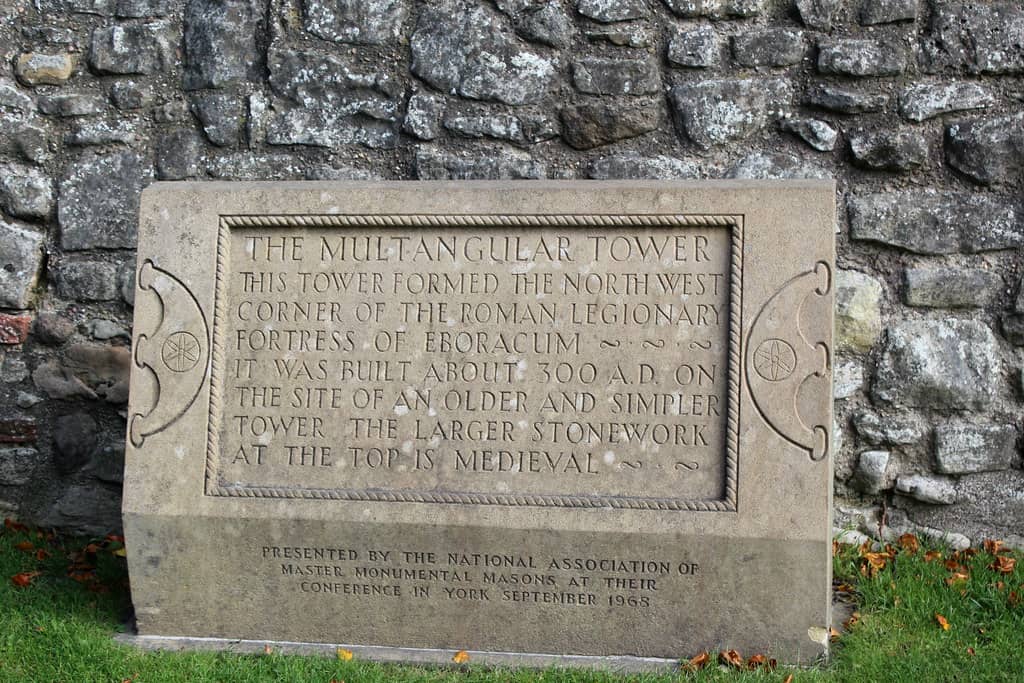 THE MULTANGULAR TOWER
THIS TOWER FORMED THE NORTH WEST
CORNER OF THE ROMAN LEGIONARY
FORTRESS OF EBORACUM ~ · ~ · ~
IT WAS BUILT ABOUT 300 A.D. ON
THE SITE OF AN OLDER AND SIMPLER
TOWER THE LARGER STONEWORK
AT THE TOP IS MEDIEVAL ~ · ~
PRESENTED BY THE NATIONAL ASSOCIATION OF
MASTER MONUMENTAL MASONS AT THEIR
CONFERENCE IN YORK SEPTEMBER 1968